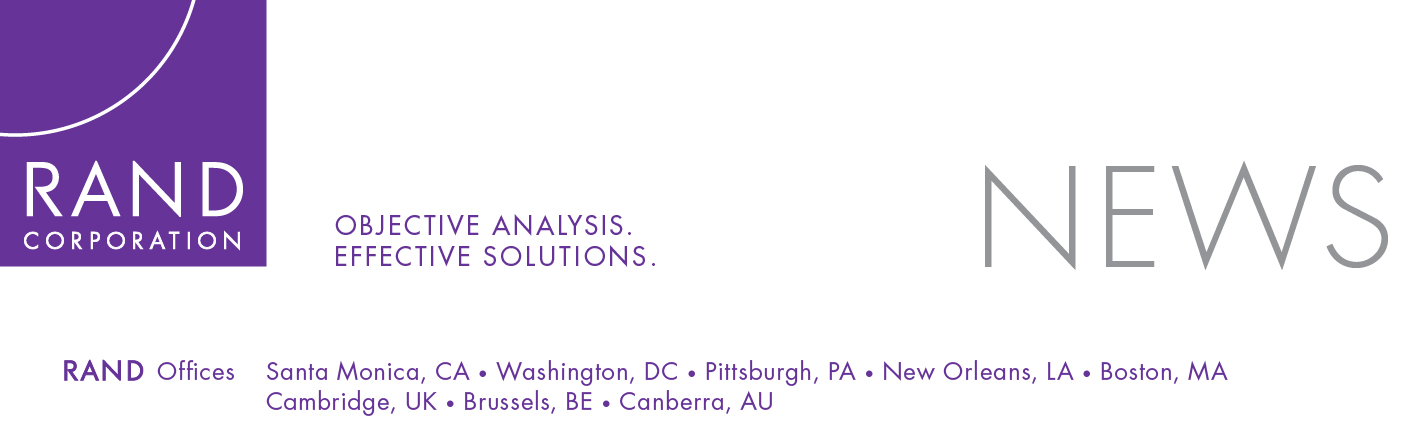 RAND
CORPORATION
OBJECTIVE ANALYSIS.
EFFECTIVE SOLUTIONS.
NEWS
RAND Offices Santa Monica, CA • Washington, DC • Pittsburgh, PA • New Orleans, LA • Boston, MA
Cambridge, UK • Brussels, BE • Canberra, AU